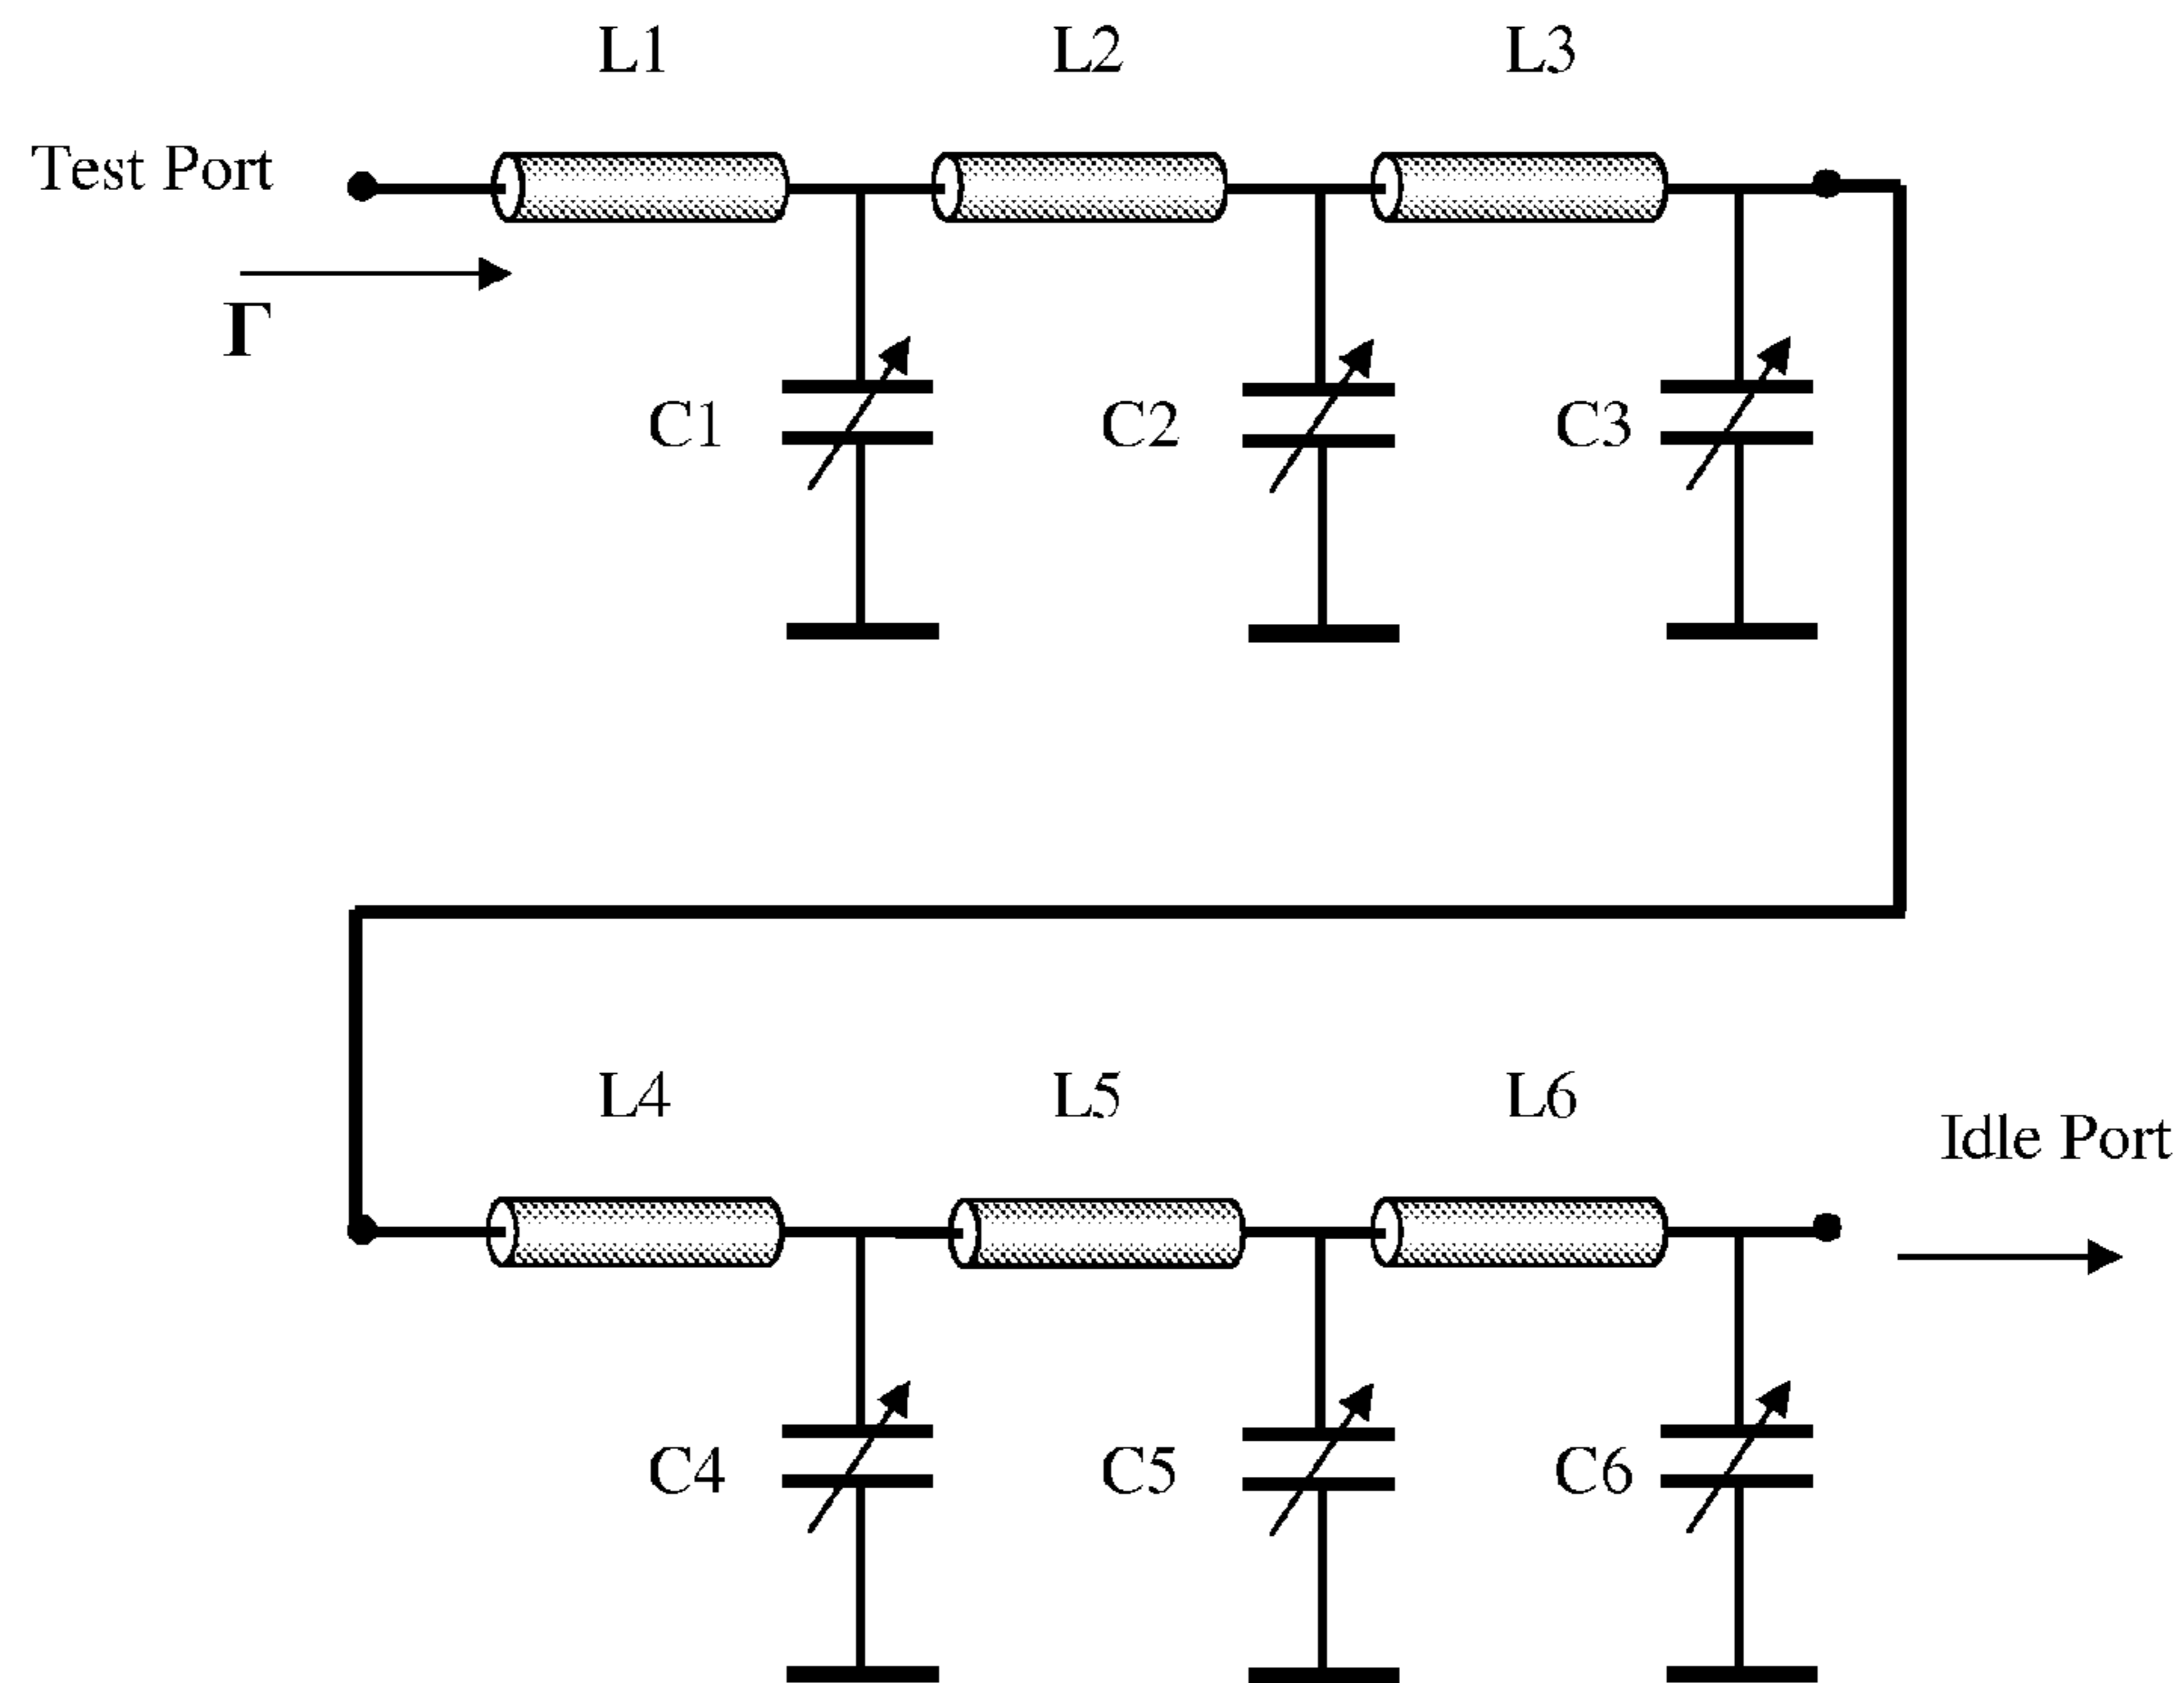 L1 L2 L3
Test Port
Γ
C1 C2 C3
L4 L5 L6
Idle Port
C4 C5 C6